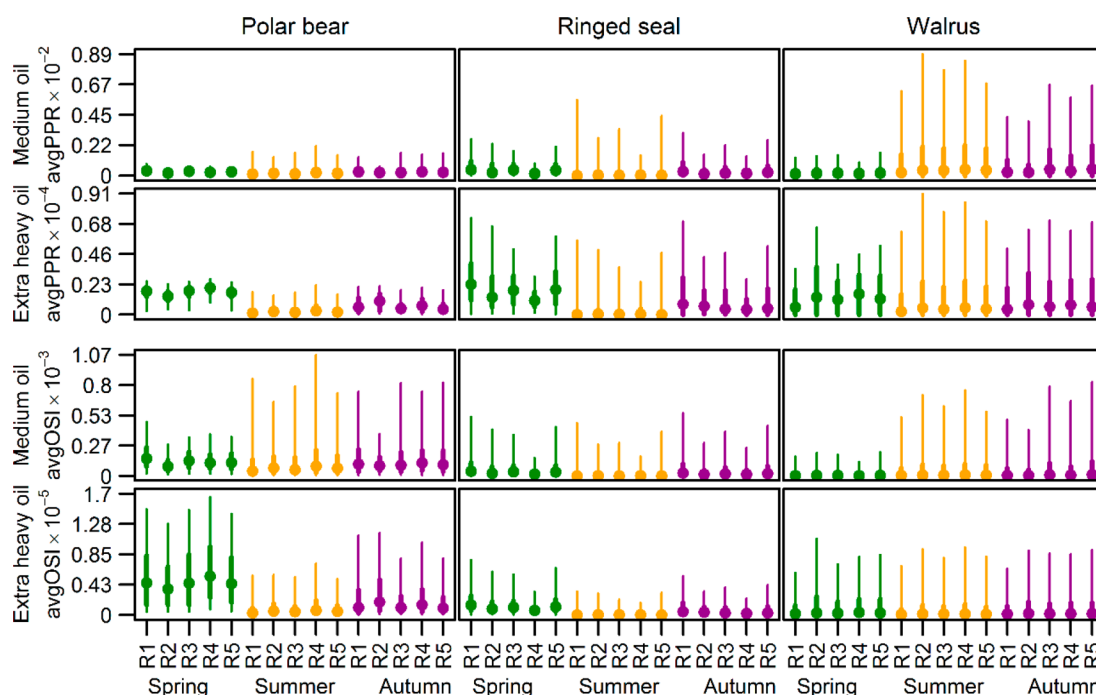 Polar bear Ringed seal Walrus
Medium oil
avgPPR × 10⁻²
0.89
0.67
0.45
0.22
0
Extra heavy oil
avgPPR × 10⁻⁴
0.91
0.68
0.46
0.23
0
Medium oil
avgOSI × 10⁻³
1.07
0.8
0.53
0.27
0
Extra heavy oil
avgOSI × 10⁻⁵
1.7
1.28
0.85
0.43
0
R1 R2 R3 R4 R5 R1 R2 R3 R4 R5 R1 R2 R3 R4 R5 R1 R2 R3 R4 R5 R1 R2 R3 R4 R5 R1 R2 R3 R4 R5 R1 R2 R3 R4 R5 R1 R2 R3 R4 R5 R1 R2 R3 R4 R5
Spring Summer Autumn Spring Summer Autumn Spring Summer Autumn